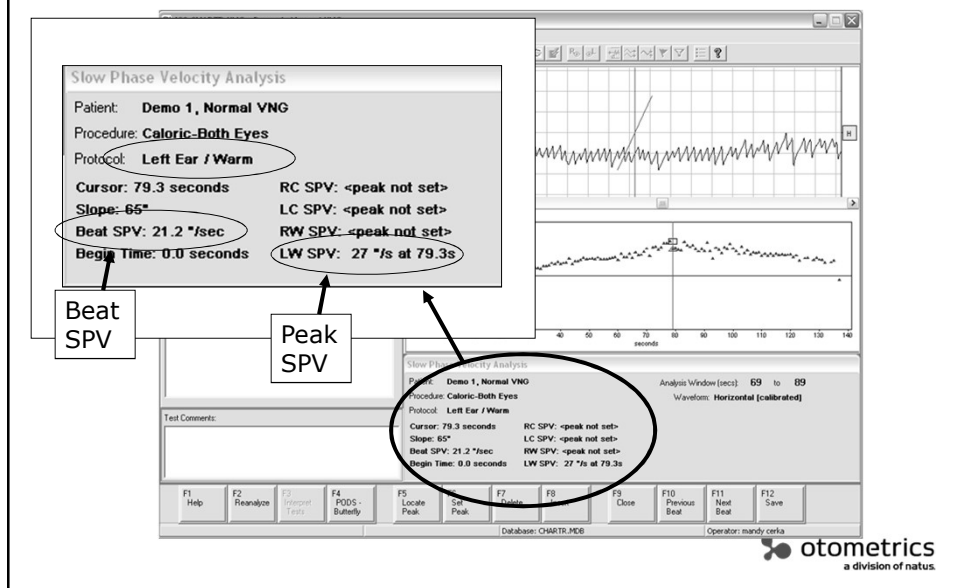 Slow Phase Velocity Analysis
Patient: Demo 1, Normal VNG
Procedure: Caloric-Both Eyes
Protocol: Left Ear / Warm
Cursor: 79.3 seconds RC SPV: <peak not set>
Slope: 65° LC SPV: <peak not set>
Beat SPV: 21.2 °/sec RW SPV: <peak not set>
Begin Time: 0.0 seconds LW SPV: 27 °/s at 79.3s
Beat
SPV
Peak
SPV
H
40 50 60 70 80 90 100 110 120 130 140
seconds
Slow Phase Velocity Analysis
Patient: Demo 1, Normal VNG Analysis Window (secs): 69 to 89
Procedure: Caloric-Both Eyes Waveform: Horizontal [calibrated]
Protocol: Left Ear / Warm
Cursor: 79.3 seconds RC SPV: <peak not set>
Slope: 65° LC SPV: <peak not set>
Beat SPV: 21.2 °/sec RW SPV: <peak not set>
Begin Time: 0.0 seconds LW SPV: 27 °/s at 79.3s
Test Comments:
F1 Help
F2 Reanalyze
F3 Interpret Tests
F4 PODS - Butterfly
F5 Locate Peak
F6 Set Peak
F7 Delete
F8
F9 Close
F10 Previous Beat
F11 Next Beat
F12 Save
Database: CHARTR.MDB Operator: mandy cerka
otometrics
a division of natus.